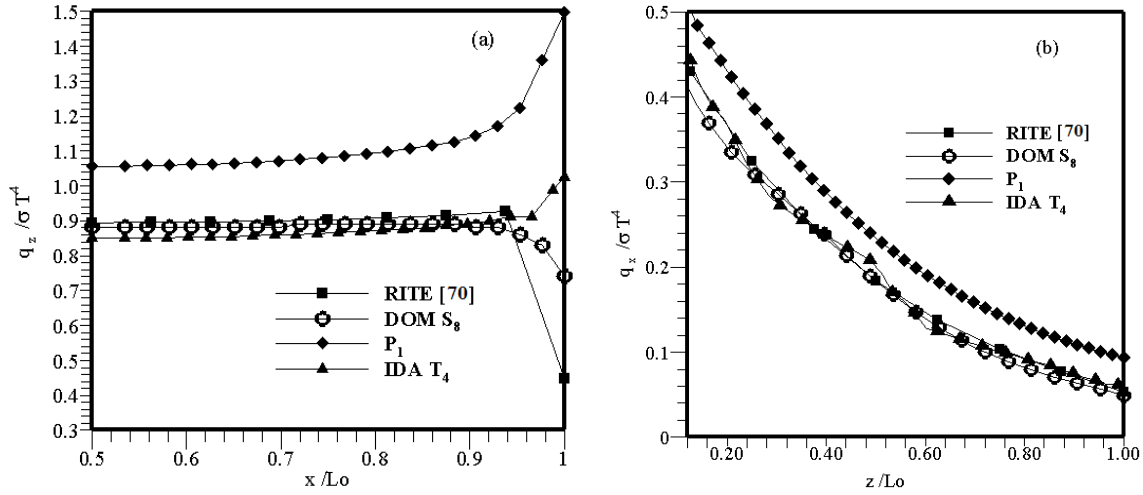 1.5
1.4
1.3
1.2
1.1
1.0
0.9
0.8
0.7
0.6
0.5
0.4
0.3
q z /σ T⁴
(a)
RITE [70]
DOM S₈
P₁
IDA T₄
0.5 0.6 0.7 0.8 0.9 1
x /Lo
0.5
0.4
0.3
0.2
0.1
0
q x /σ T⁴
(b)
RITE [70]
DOM S₈
P₁
IDA T₄
0.20 0.40 0.60 0.80 1.00
z /Lo